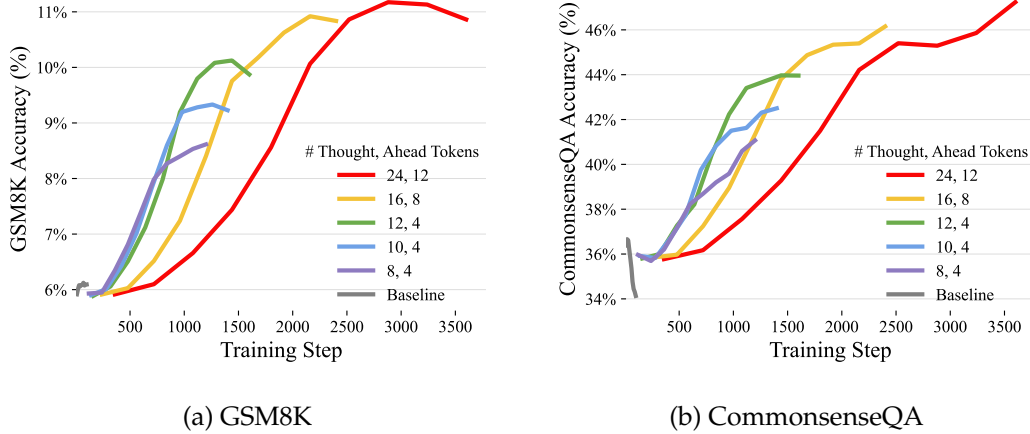 GSM8K Accuracy (%)
11%
10%
9%
8%
7%
6%
# Thought, Ahead Tokens
24, 12
16, 8
12, 4
10, 4
8, 4
Baseline
500 1000 1500 2000 2500 3000 3500
Training Step
(a) GSM8K
CommonsenseQA Accuracy (%)
46%
44%
42%
40%
38%
36%
34%
# Thought, Ahead Tokens
24, 12
16, 8
12, 4
10, 4
8, 4
Baseline
500 1000 1500 2000 2500 3000 3500
Training Step
(b) CommonsenseQA